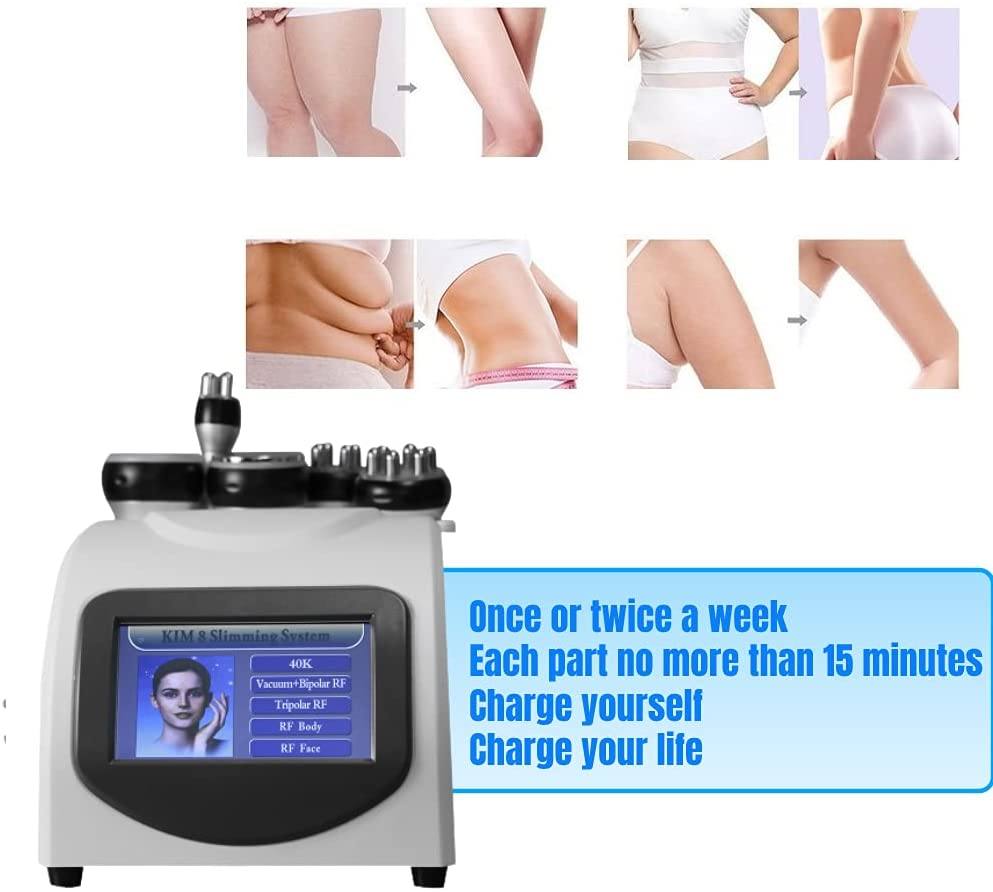 KIM 8 Slimming System
40K
Vacuum+Bipolar RF
Tripolar RF
RF Body
RF Face
Once or twice a week
Each part no more than 15 minutes
Charge yourself
Charge your life